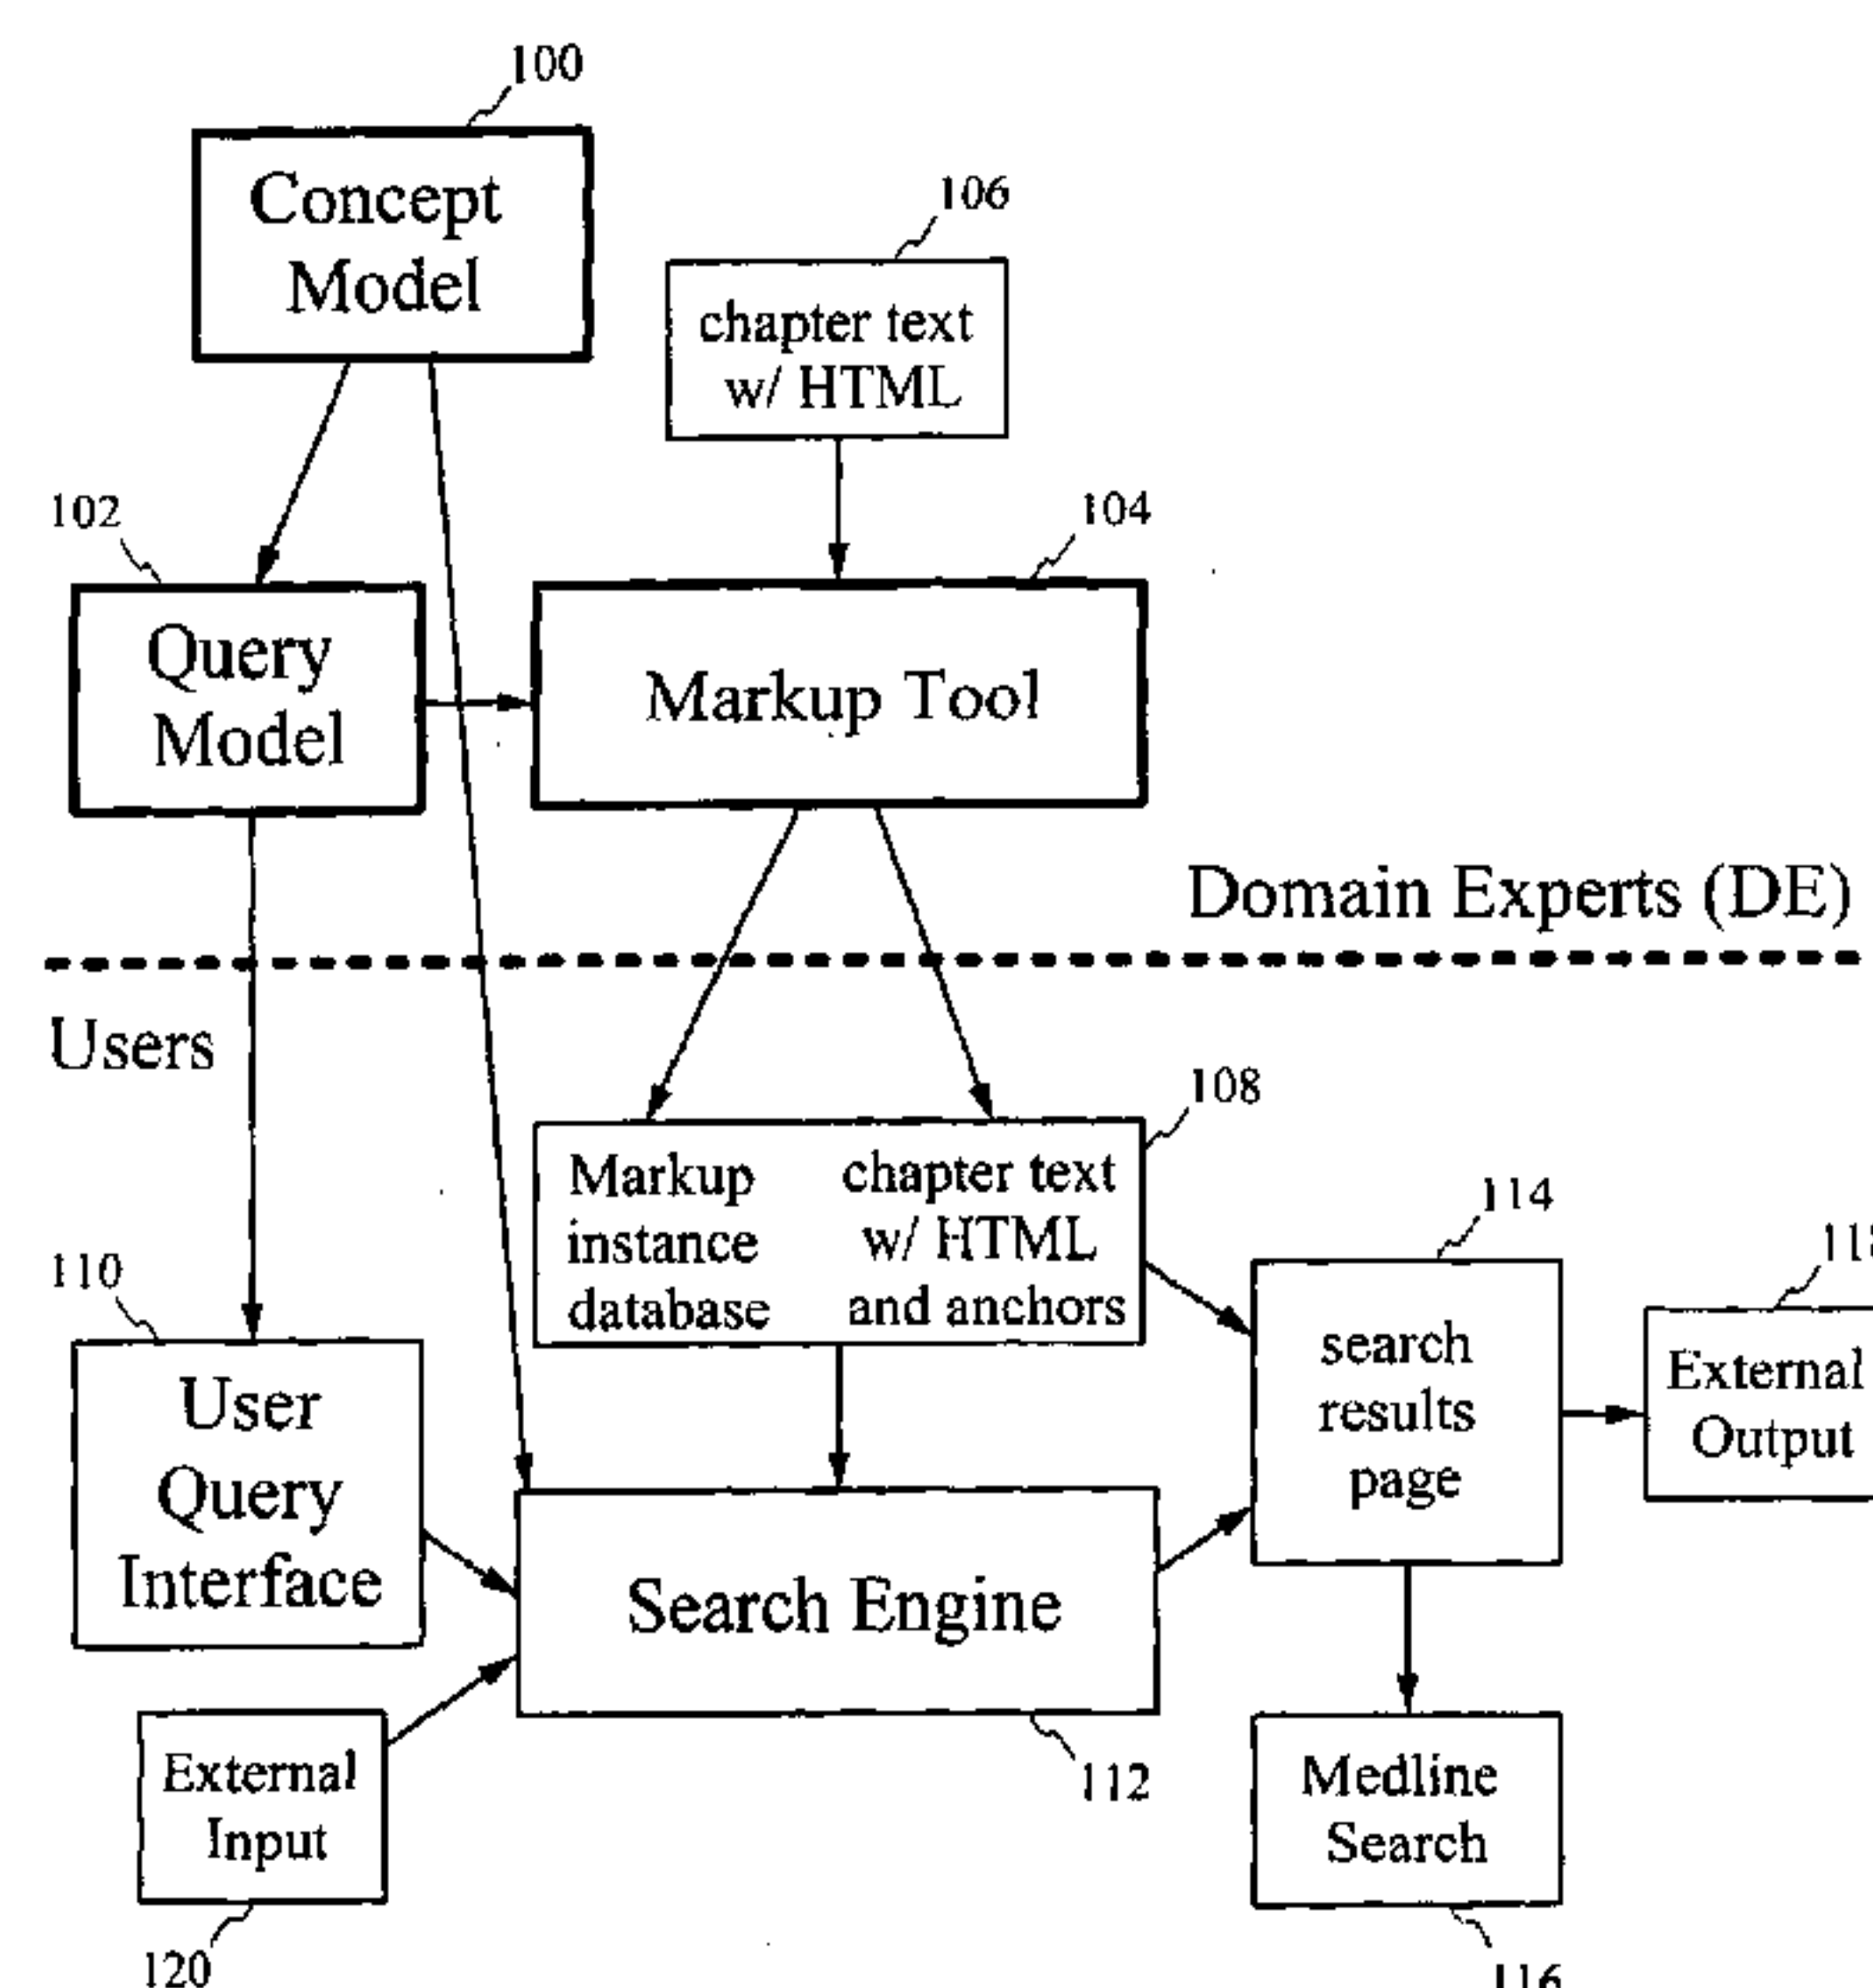 100
Concept
Model
106
chapter text
w/ HTML
102
104
Query
Model
Markup Tool
Domain Experts (DE)
Users
108
Markup
instance
database
chapter text
w/ HTML
and anchors
114
110
User
Query
Interface
search
results
page
External
Output
Search Engine
External
Input
112
Medline
Search
120
116